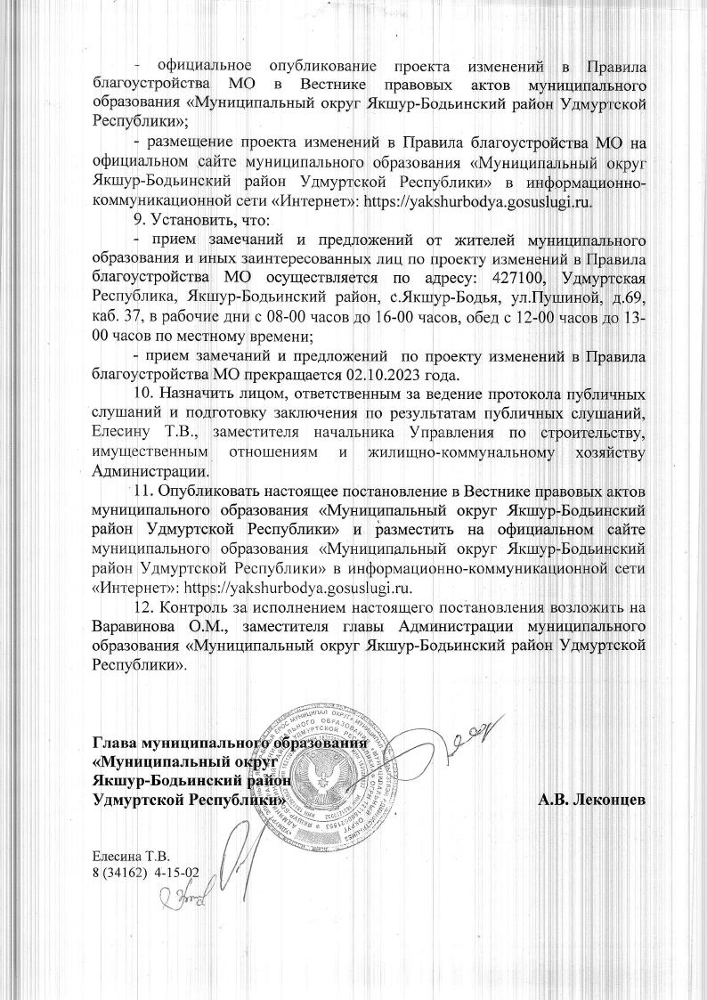 - официальное опубликование проекта изменений в Правила
благоустройства МО в Вестнике правовых актов муниципального
образования «Муниципальный округ Якшур-Бодьинский район Удмуртской
Республики»;
- размещение проекта изменений в Правила благоустройства МО на
официальном сайте муниципального образования «Муниципальный округ
Якшур-Бодьинский район Удмуртской Республики» в информационно-
коммуникационной сети «Интернет»: https://yakshurbodya.gosuslugi.ru.
9. Установить, что:
- прием замечаний и предложений от жителей муниципального
образования и иных заинтересованных лиц по проекту изменений в Правила
благоустройства МО осуществляется по адресу: 427100, Удмуртская
Республика, Якшур-Бодьинский район, с.Якшур-Бодья, ул.Пушиной, д.69,
каб. 37, в рабочие дни с 08-00 часов до 16-00 часов, обед с 12-00 часов до 13-
00 часов по местному времени;
- прием замечаний и предложений по проекту изменений в Правила
благоустройства МО прекращается 02.10.2023 года.
10. Назначить лицом, ответственным за ведение протокола публичных
слушаний и подготовку заключения по результатам публичных слушаний,
Елесину Т.В., заместителя начальника Управления по строительству,
имущественным отношениям и жилищно-коммунальному хозяйству
Администрации.
11. Опубликовать настоящее постановление в Вестнике правовых актов
муниципального образования «Муниципальный округ Якшур-Бодьинский
район Удмуртской Республики» и разместить на официальном сайте
муниципального образования «Муниципальный округ Якшур-Бодьинский
район Удмуртской Республики» в информационно-коммуникационной сети
«Интернет»: https://yakshurbodya.gosuslugi.ru.
12. Контроль за исполнением настоящего постановления возложить на
Варавинова О.М., заместителя главы Администрации муниципального
образования «Муниципальный округ Якшур-Бодьинский район Удмуртской
Республики».
Глава муниципального образования
«Муниципальный округ
Якшур-Бодьинский район
Удмуртской Республики» А.В. Леконцев
Елесина Т.В.
8 (34162) 4-15-02